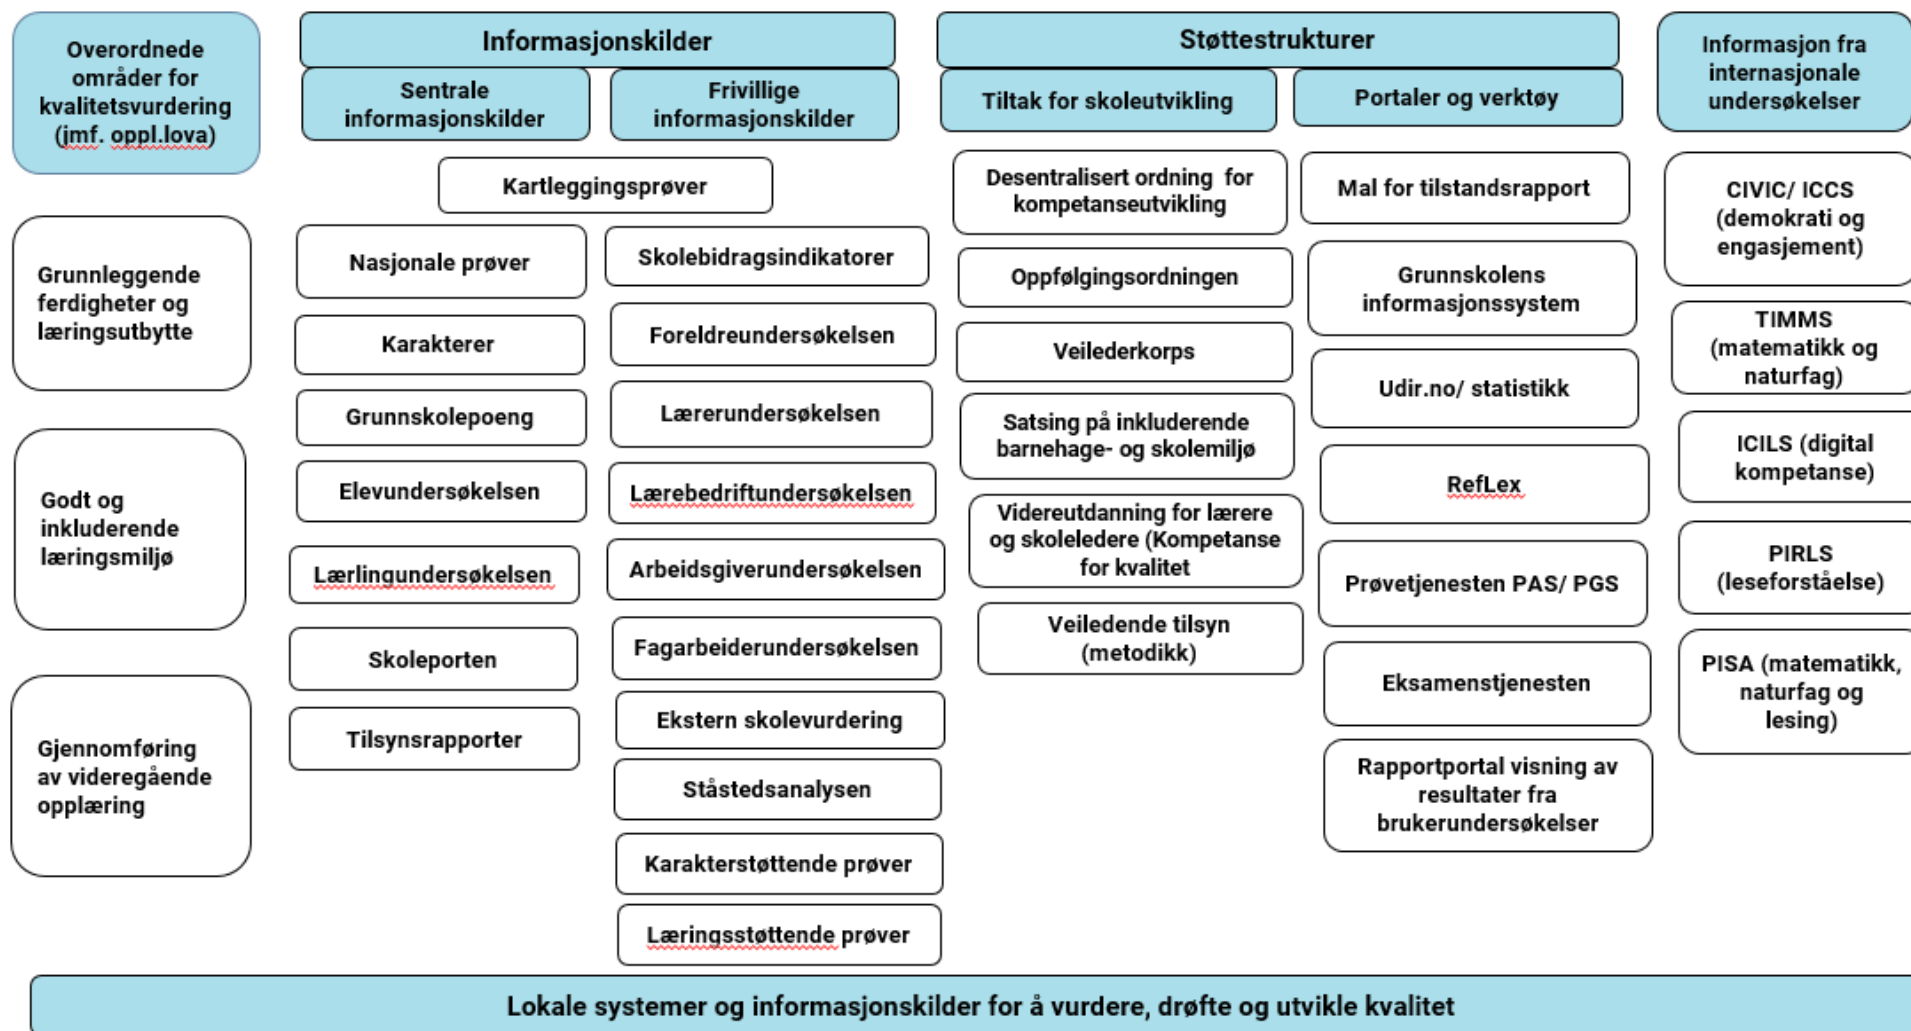 Overordnede
områder for
kvalitetsvurdering
(jmf. oppl.lova)
Grunnleggende
ferdigheter og
læringsutbytte
Godt og
inkluderende
læringsmiljø
Gjennomføring
av videregående
opplæring
Informasjonskilder
Sentrale
informasjonskilder
Frivillige
informasjonskilder
Kartleggingsprøver
Nasjonale prøver
Karakterer
Grunnskolepoeng
Elevundersøkelsen
Lærlingundersøkelsen
Skoleporten
Tilsynsrapporter
Skolebidragsindikatorer
Foreldreundersøkelsen
Lærerundersøkelsen
Lærebedriftundersøkelsen
Arbeidsgiverundersøkelsen
Fagarbeiderundersøkelsen
Ekstern skolevurdering
Ståstedsanalysen
Karakterstøttende prøver
Læringsstøttende prøver
Støttestrukturer
Tiltak for skoleutvikling
Desentralisert ordning for
kompetanseutvikling
Oppfølgingsordningen
Veilederkorps
Satsing på inkluderende
barnehage- og skolemiljø
Videreutdanning for lærere
og skoleledere (Kompetanse
for kvalitet
Veiledende tilsyn
(metodikk)
Portaler og verktøy
Mal for tilstandsrapport
Grunnskolens
informasjonssystem
Udir.no/ statistikk
RefLex
Prøvetjenesten PAS/ PGS
Eksamenstjenesten
Rapportportal visning av
resultater fra
brukerundersøkelser
Informasjon fra
internasjonale
undersøkelser
CIVIC/ ICCS
(demokrati og
engasjement)
TIMMS
(matematikk og
naturfag)
ICILS (digital
kompetanse)
PIRLS
(leseforståelse)
PISA (matematikk,
naturfag og
lesing)
Lokale systemer og informasjonskilder for å vurdere, drøfte og utvikle kvalitet